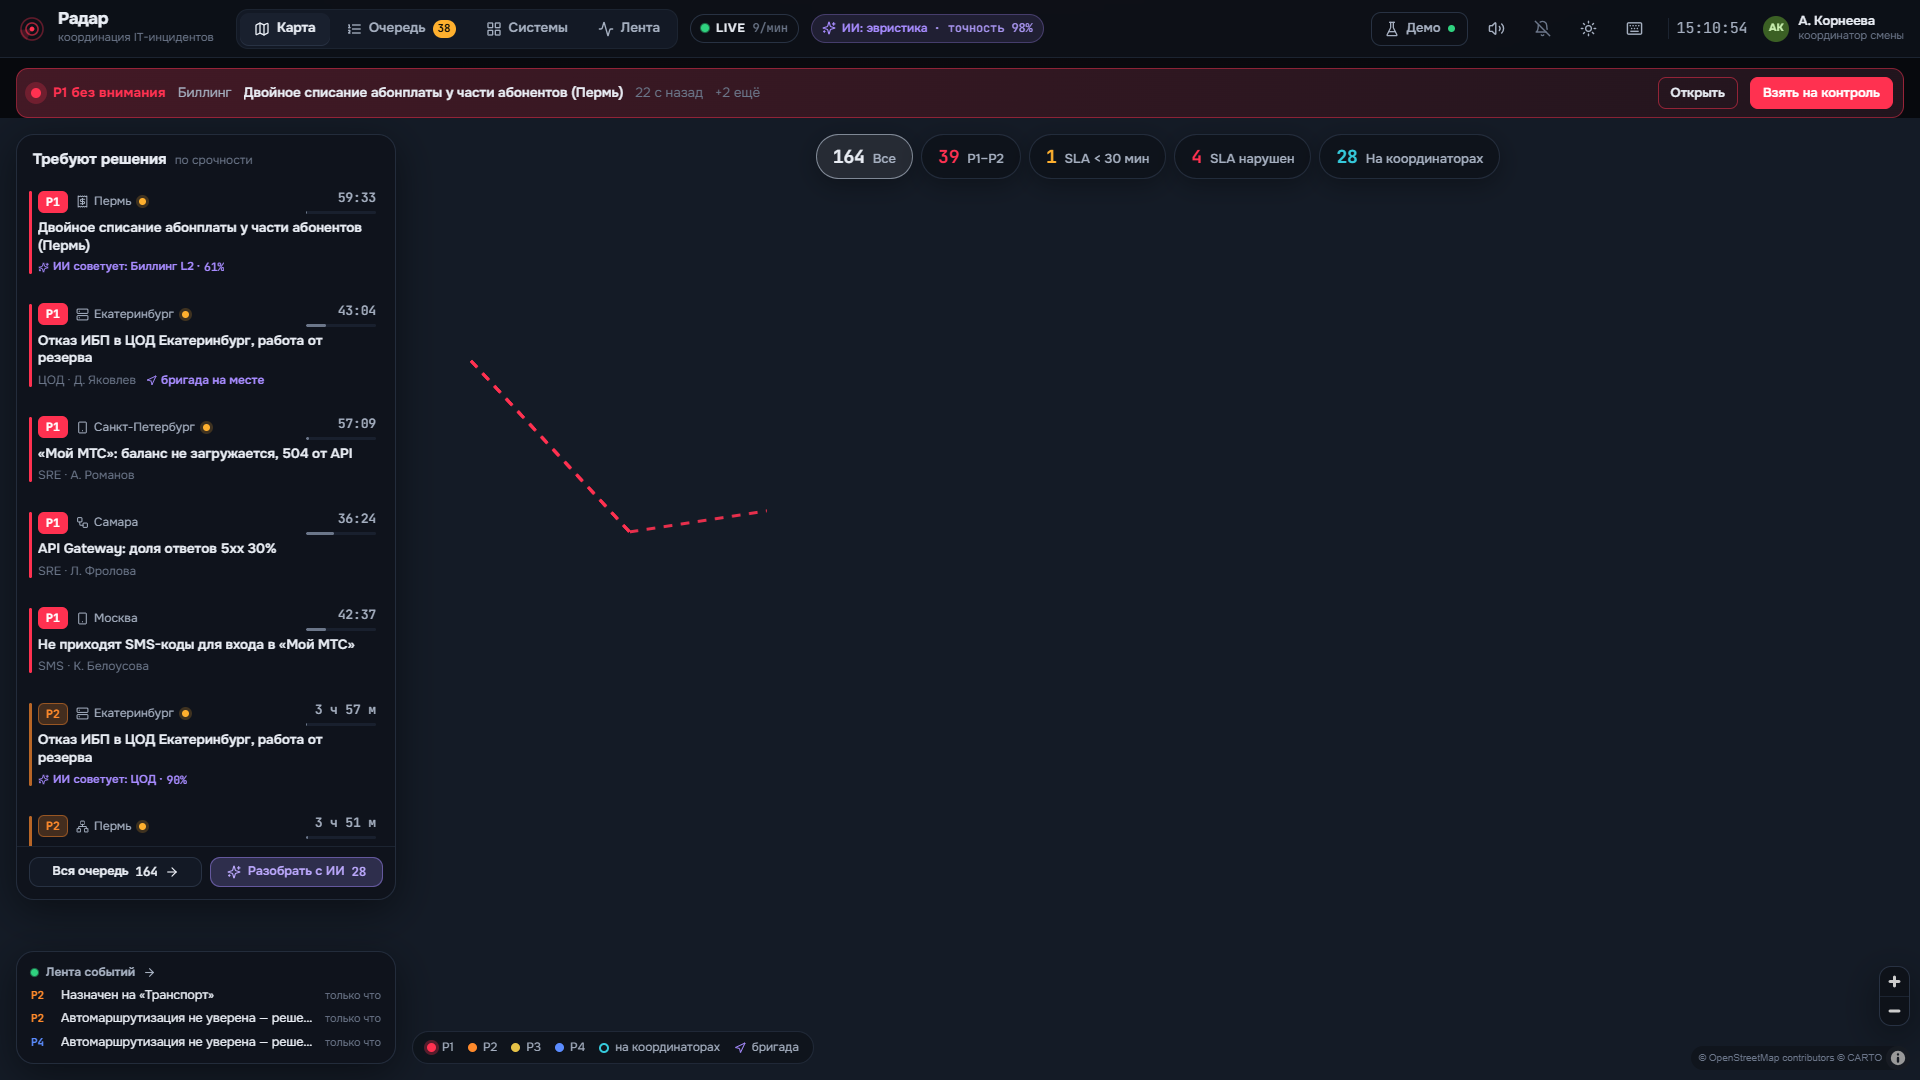 Радар
координация IT-инцидентов
Карта
Очередь 38
Системы
Лента
LIVE 9/мин
ИИ: эвристика · точность 98%
Демо
15:10:54
АК
А. Корнеева
координатор смены
P1 без внимания Биллинг Двойное списание абонплаты у части абонентов (Пермь) 22 с назад +2 ещё
Открыть
Взять на контроль
Требуют решения по срочности
P1 Пермь 59:33
Двойное списание абонплаты у части абонентов
(Пермь)
ИИ советует: Биллинг L2 · 61%
P1 Екатеринбург 43:04
Отказ ИБП в ЦОД Екатеринбург, работа от
резерва
ЦОД · Д. Яковлев бригада на месте
P1 Санкт-Петербург 57:09
«Мой МТС»: баланс не загружается, 504 от API
SRE · А. Романов
P1 Самара 36:24
API Gateway: доля ответов 5xx 30%
SRE · Л. Фролова
P1 Москва 42:37
Не приходят SMS-коды для входа в «Мой МТС»
SMS · К. Белоусова
P2 Екатеринбург 3 ч 57 м
Отказ ИБП в ЦОД Екатеринбург, работа от
резерва
ИИ советует: ЦОД · 90%
P2 Пермь 3 ч 51 м
Вся очередь 164
Разобрать с ИИ 28
164 Все
39 P1–P2
1 SLA < 30 мин
4 SLA нарушен
28 На координаторах
Лента событий
P2 Назначен на «Транспорт» только что
P2 Автомаршрутизация не уверена — реше... только что
P4 Автомаршрутизация не уверена — реше... только что
P1 P2 P3 P4 на координаторах бригада
+
−
© OpenStreetMap contributors © CARTO